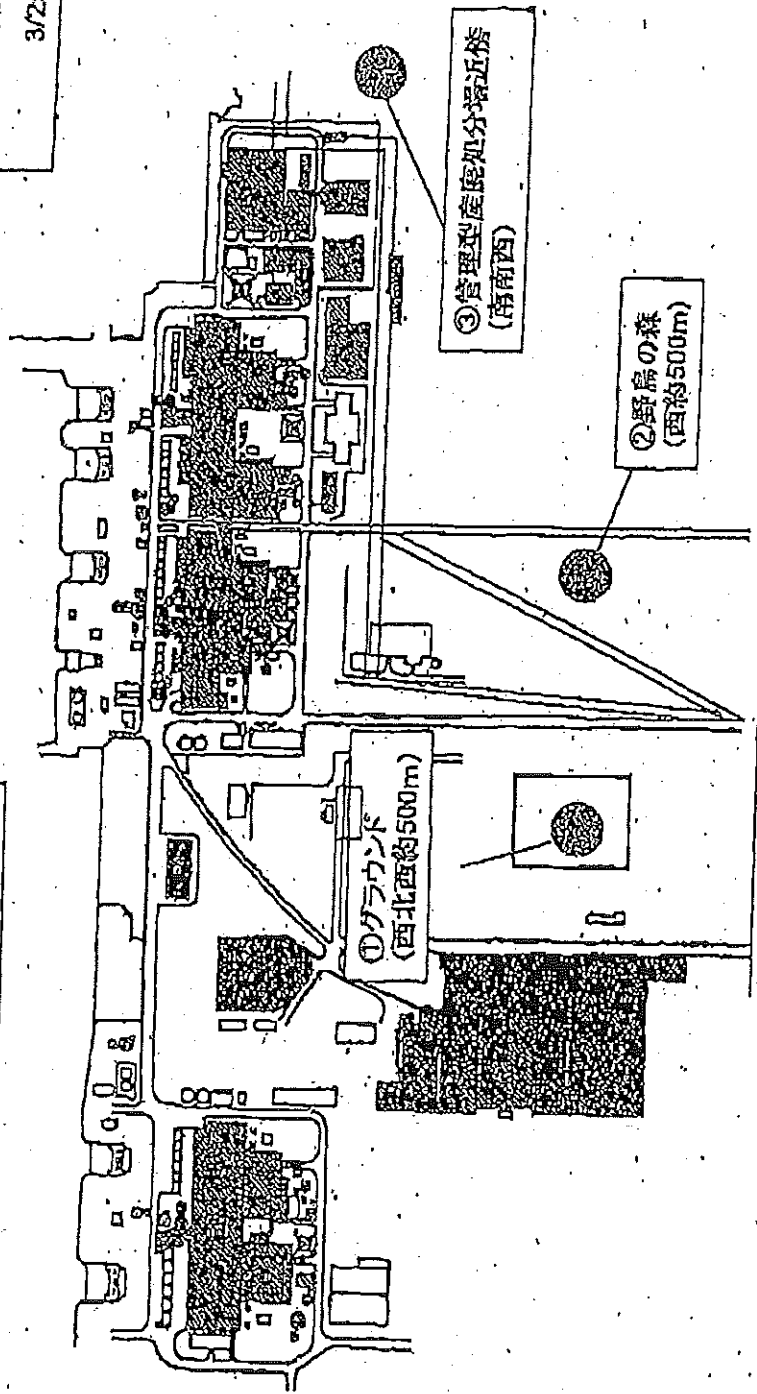 3/2
①グラウンド
(西北西約500m)
②野鳥の森
(西約500m)
③管理型産廃処分場近傍
(南南西)